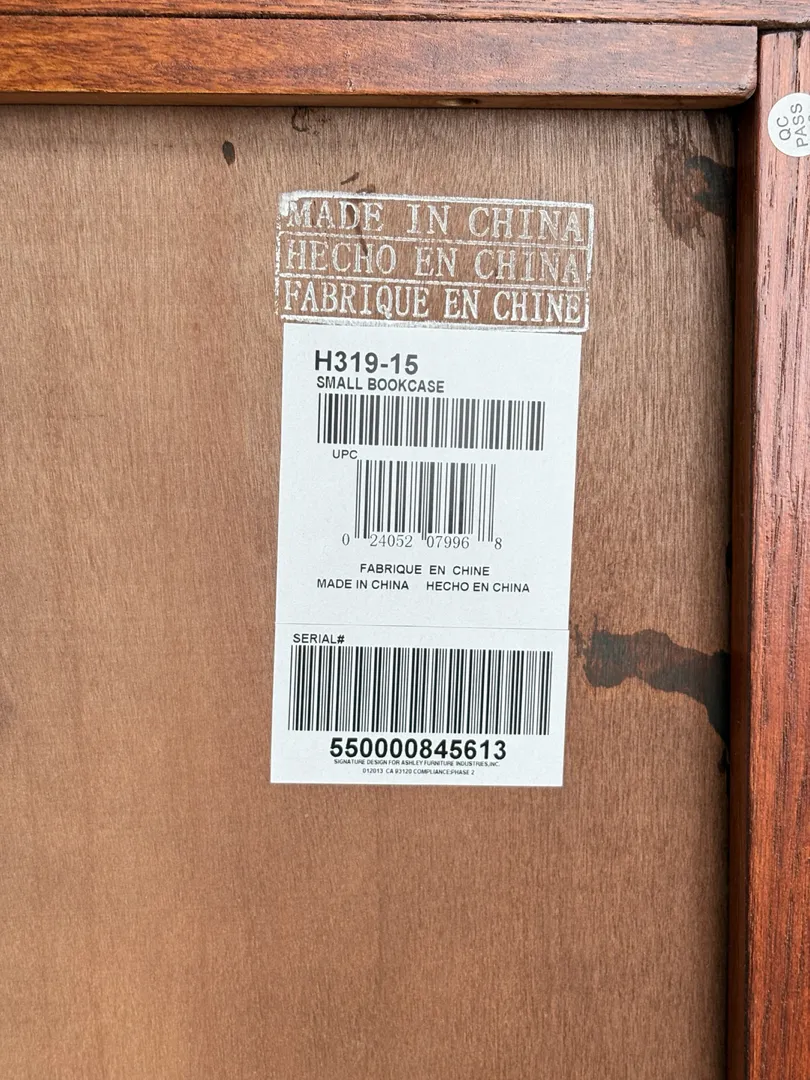 QC
PASS
MADE IN CHINA
HECHO EN CHINA
FABRIQUE EN CHINE
H319-15
SMALL BOOKCASE
UPC
0 24052 07996 8
FABRIQUE EN CHINE
MADE IN CHINA HECHO EN CHINA
SERIAL#
550000845613
SIGNATURE DESIGN FOR ASHLEY FURNITURE INDUSTRIES,INC.
012013 CA 93120 COMPLIANCE:PHASE 2